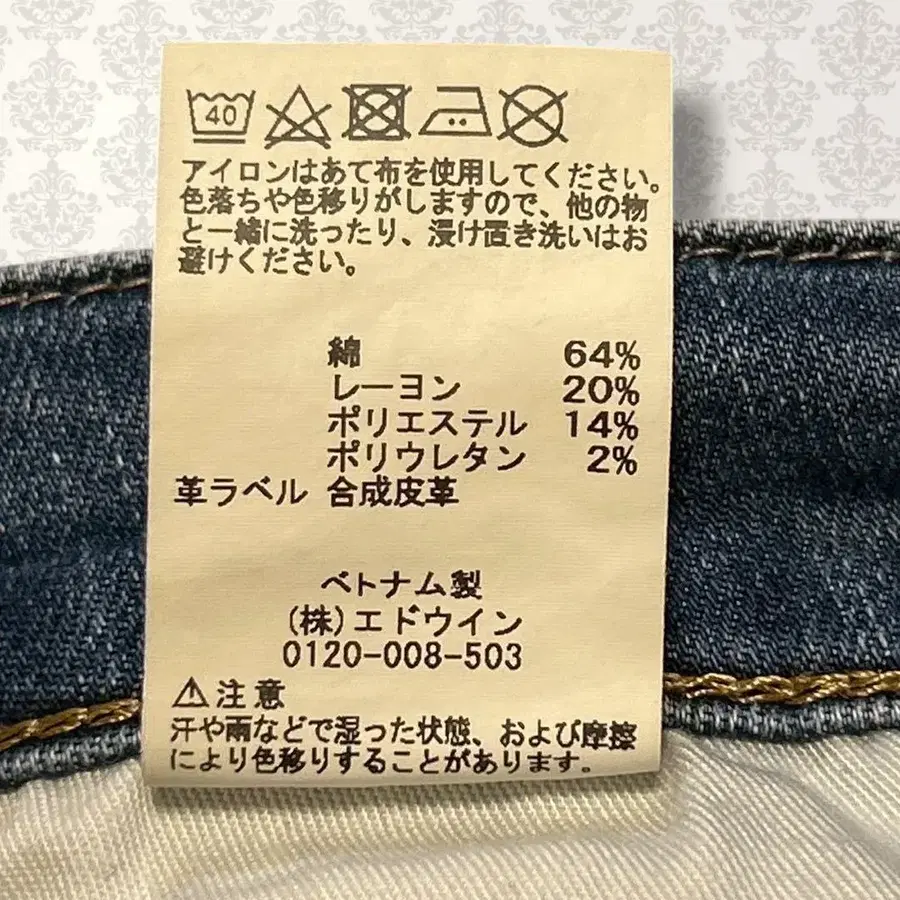 40
アイロンはあて布を使用してください。
色落ちや色移りがしますので、他の物
と一緒に洗ったり、浸け置き洗いはお
避けください。
綿 64%
レーヨン 20%
ポリエステル 14%
ポリウレタン 2%
革ラベル 合成皮革
ベトナム製
(株)エドウイン
0120-008-503
注意
汗や雨などで湿った状態、および摩擦
により色移りすることがあります。